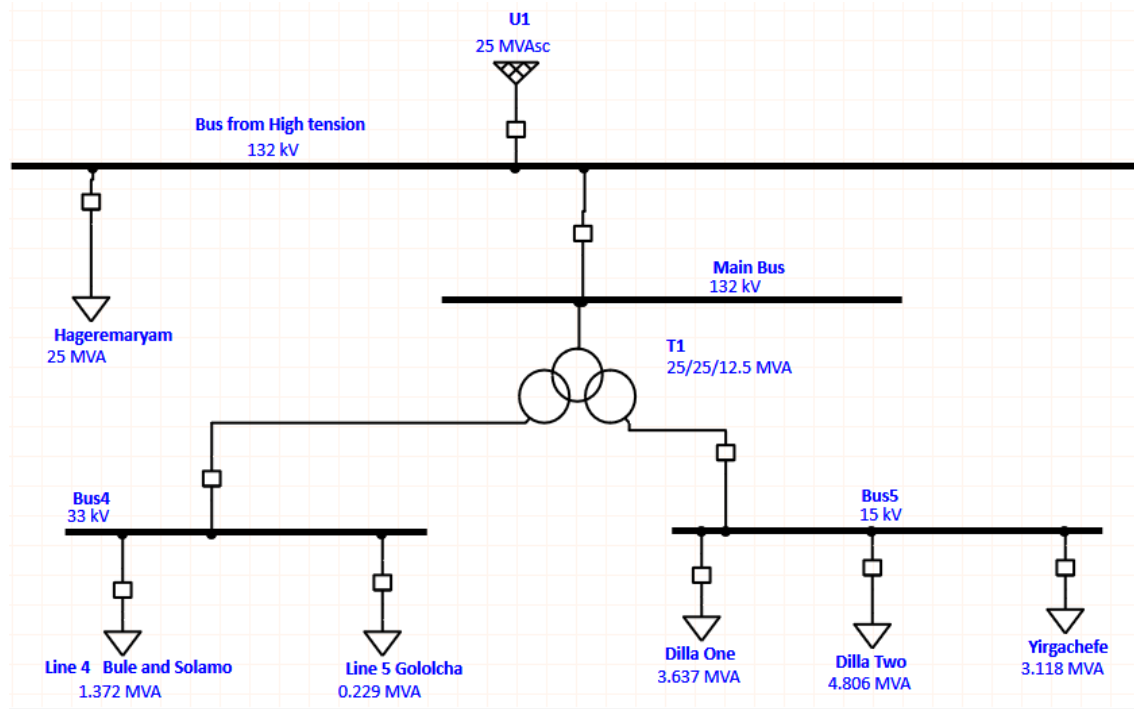 U1
25 MVAsc
Bus from High tension
132 kV
Main Bus
132 kV
Hageremaryam
25 MVA
T1
25/25/12.5 MVA
Bus4
33 kV
Bus5
15 kV
Line 4 Bule and Solamo
1.372 MVA
Line 5 Gololcha
0.229 MVA
Dilla One
3.637 MVA
Dilla Two
4.806 MVA
Yirgachefe
3.118 MVA